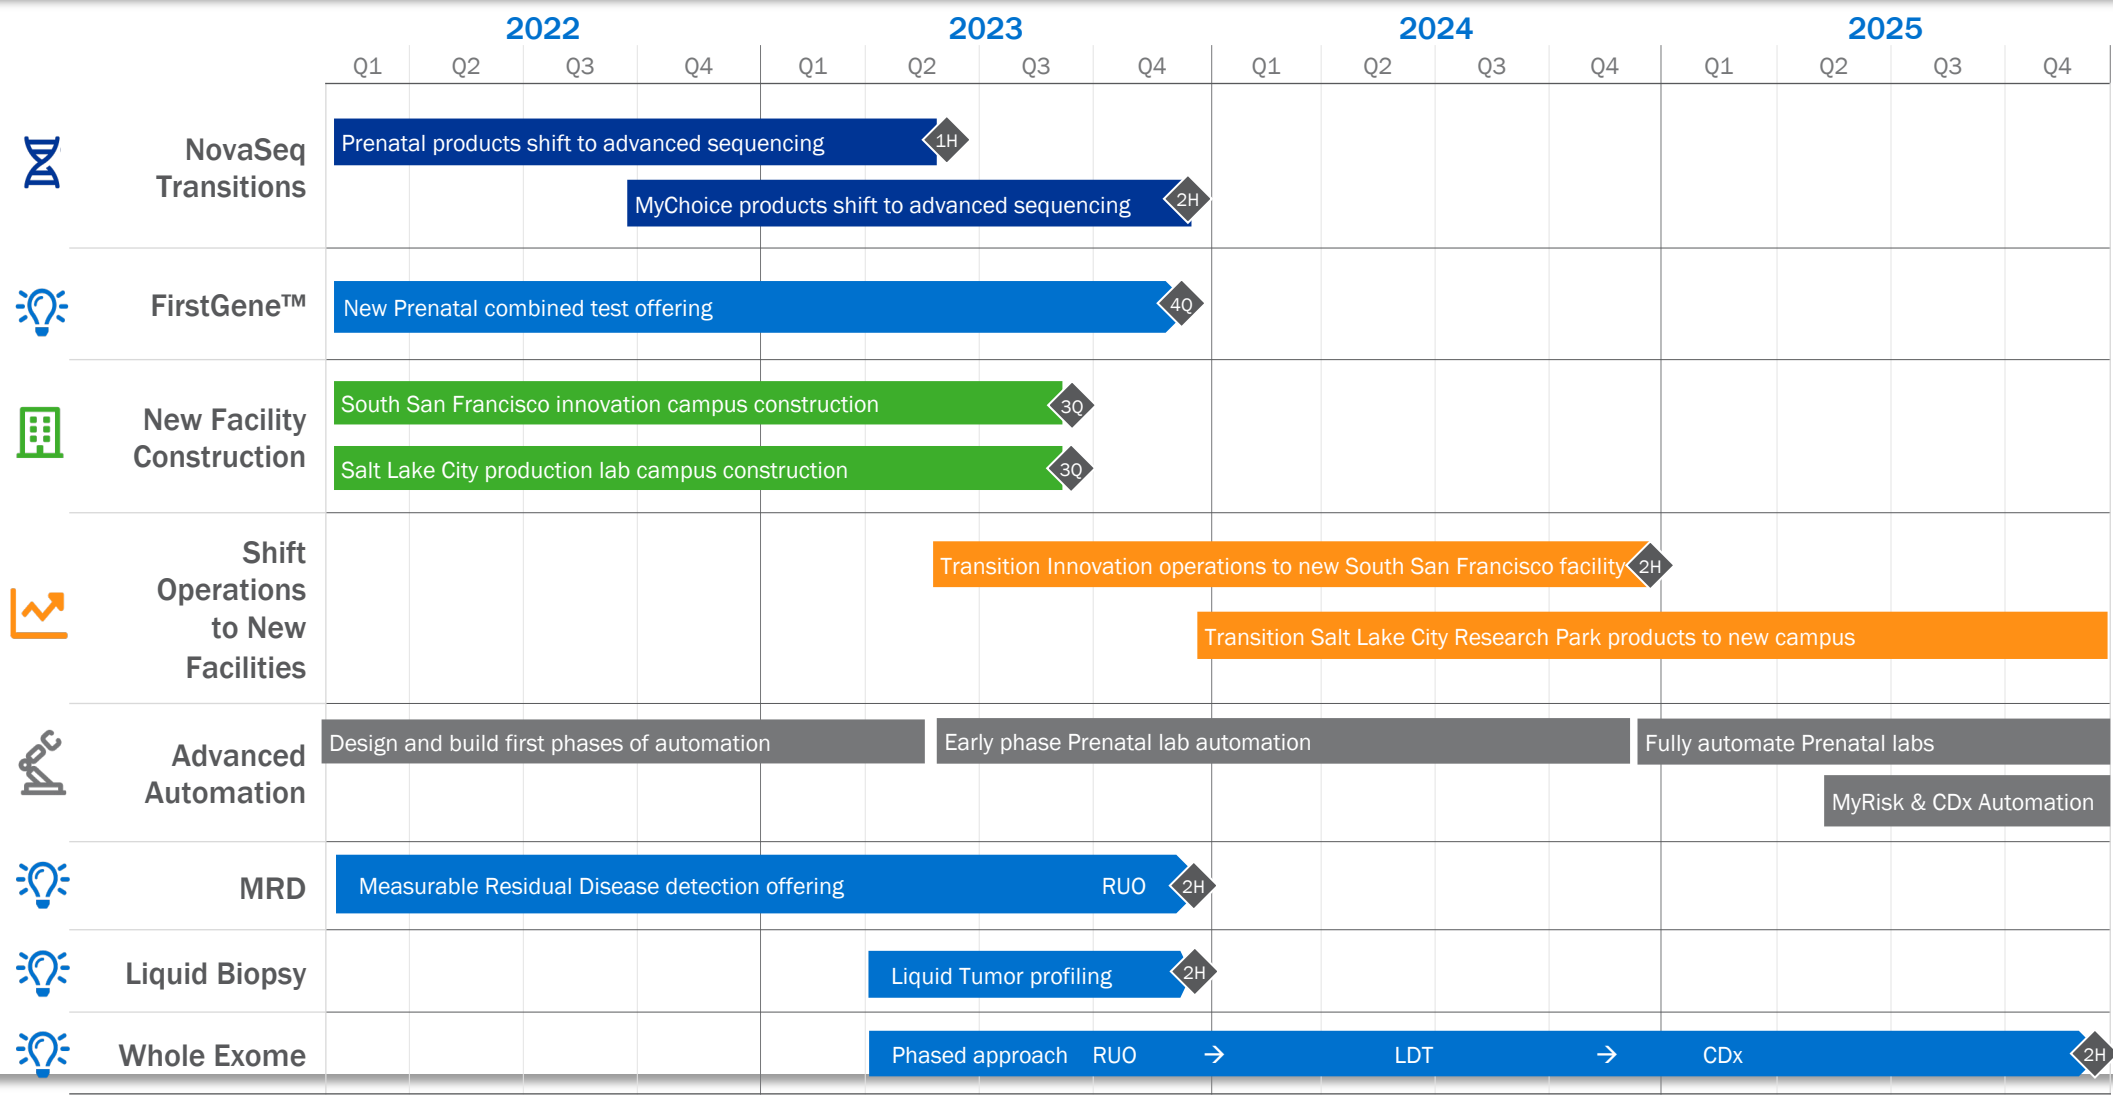 2022 2023 2024 2025
Q1 Q2 Q3 Q4 Q1 Q2 Q3 Q4 Q1 Q2 Q3 Q4 Q1 Q2 Q3 Q4
NovaSeq
Transitions
Prenatal products shift to advanced sequencing 1H
MyChoice products shift to advanced sequencing 2H
FirstGene™
New Prenatal combined test offering 4Q
New Facility
Construction
South San Francisco innovation campus construction 3Q
Salt Lake City production lab campus construction 3Q
Shift
Operations
to New
Facilities
Transition Innovation operations to new South San Francisco facility 2H
Transition Salt Lake City Research Park products to new campus
Advanced
Automation
Design and build first phases of automation
Early phase Prenatal lab automation
Fully automate Prenatal labs
MyRisk & CDx Automation
MRD
Measurable Residual Disease detection offering RUO 2H
Liquid Biopsy
Liquid Tumor profiling 2H
Whole Exome
Phased approach RUO → LDT → CDx 2H